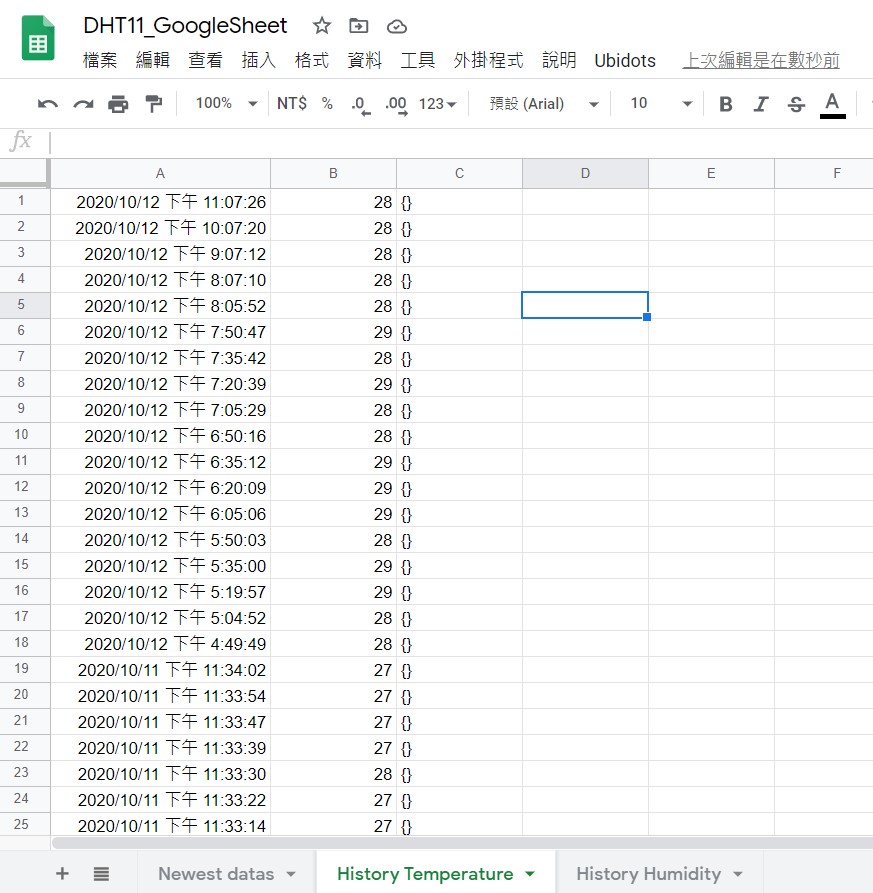 DHT11_GoogleSheet
檔案 編輯 查看 插入 格式 資料 工具 外掛程式 說明 Ubidots 上次編輯是在數秒前
100% NT$ % .0 .00 123 預設 (Arial) 10 B I S A
fx
A B C D E F
1 2020/10/12 下午 11:07:26 28 {}
2 2020/10/12 下午 10:07:20 28 {}
3 2020/10/12 下午 9:07:12 28 {}
4 2020/10/12 下午 8:07:10 28 {}
5 2020/10/12 下午 8:05:52 28 {}
6 2020/10/12 下午 7:50:47 29 {}
7 2020/10/12 下午 7:35:42 28 {}
8 2020/10/12 下午 7:20:39 29 {}
9 2020/10/12 下午 7:05:29 28 {}
10 2020/10/12 下午 6:50:16 28 {}
11 2020/10/12 下午 6:35:12 29 {}
12 2020/10/12 下午 6:20:09 29 {}
13 2020/10/12 下午 6:05:06 29 {}
14 2020/10/12 下午 5:50:03 28 {}
15 2020/10/12 下午 5:35:00 29 {}
16 2020/10/12 下午 5:19:57 29 {}
17 2020/10/12 下午 5:04:52 28 {}
18 2020/10/12 下午 4:49:49 28 {}
19 2020/10/11 下午 11:34:02 27 {}
20 2020/10/11 下午 11:33:54 27 {}
21 2020/10/11 下午 11:33:47 27 {}
22 2020/10/11 下午 11:33:39 27 {}
23 2020/10/11 下午 11:33:30 28 {}
24 2020/10/11 下午 11:33:22 27 {}
25 2020/10/11 下午 11:33:14 27 {}
Newest datas History Temperature History Humidity